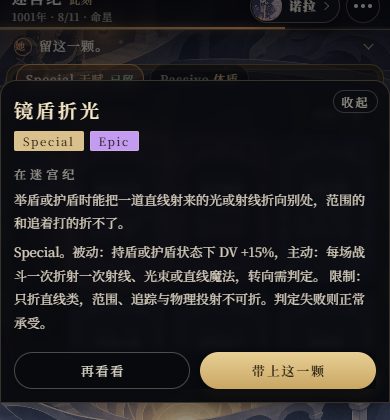 迷宫纪 此刻
1001年 · 8/11 · 命星
诺拉
留这一颗。
Special 天赋 已留
Passive 体质
收起
镜盾折光
Special Epic
在迷宫纪
举盾或护盾时能把一道直线射来的光或射线折向别处，范围的
和追着打的折不了。
Special。被动：持盾或护盾状态下 DV +15%，主动：每场战
斗一次折射一次射线、光束或直线魔法，转向需判定。 限制：
只折直线类，范围、追踪与物理投射不可折。判定失败则正常
承受。
再看看
带上这一颗